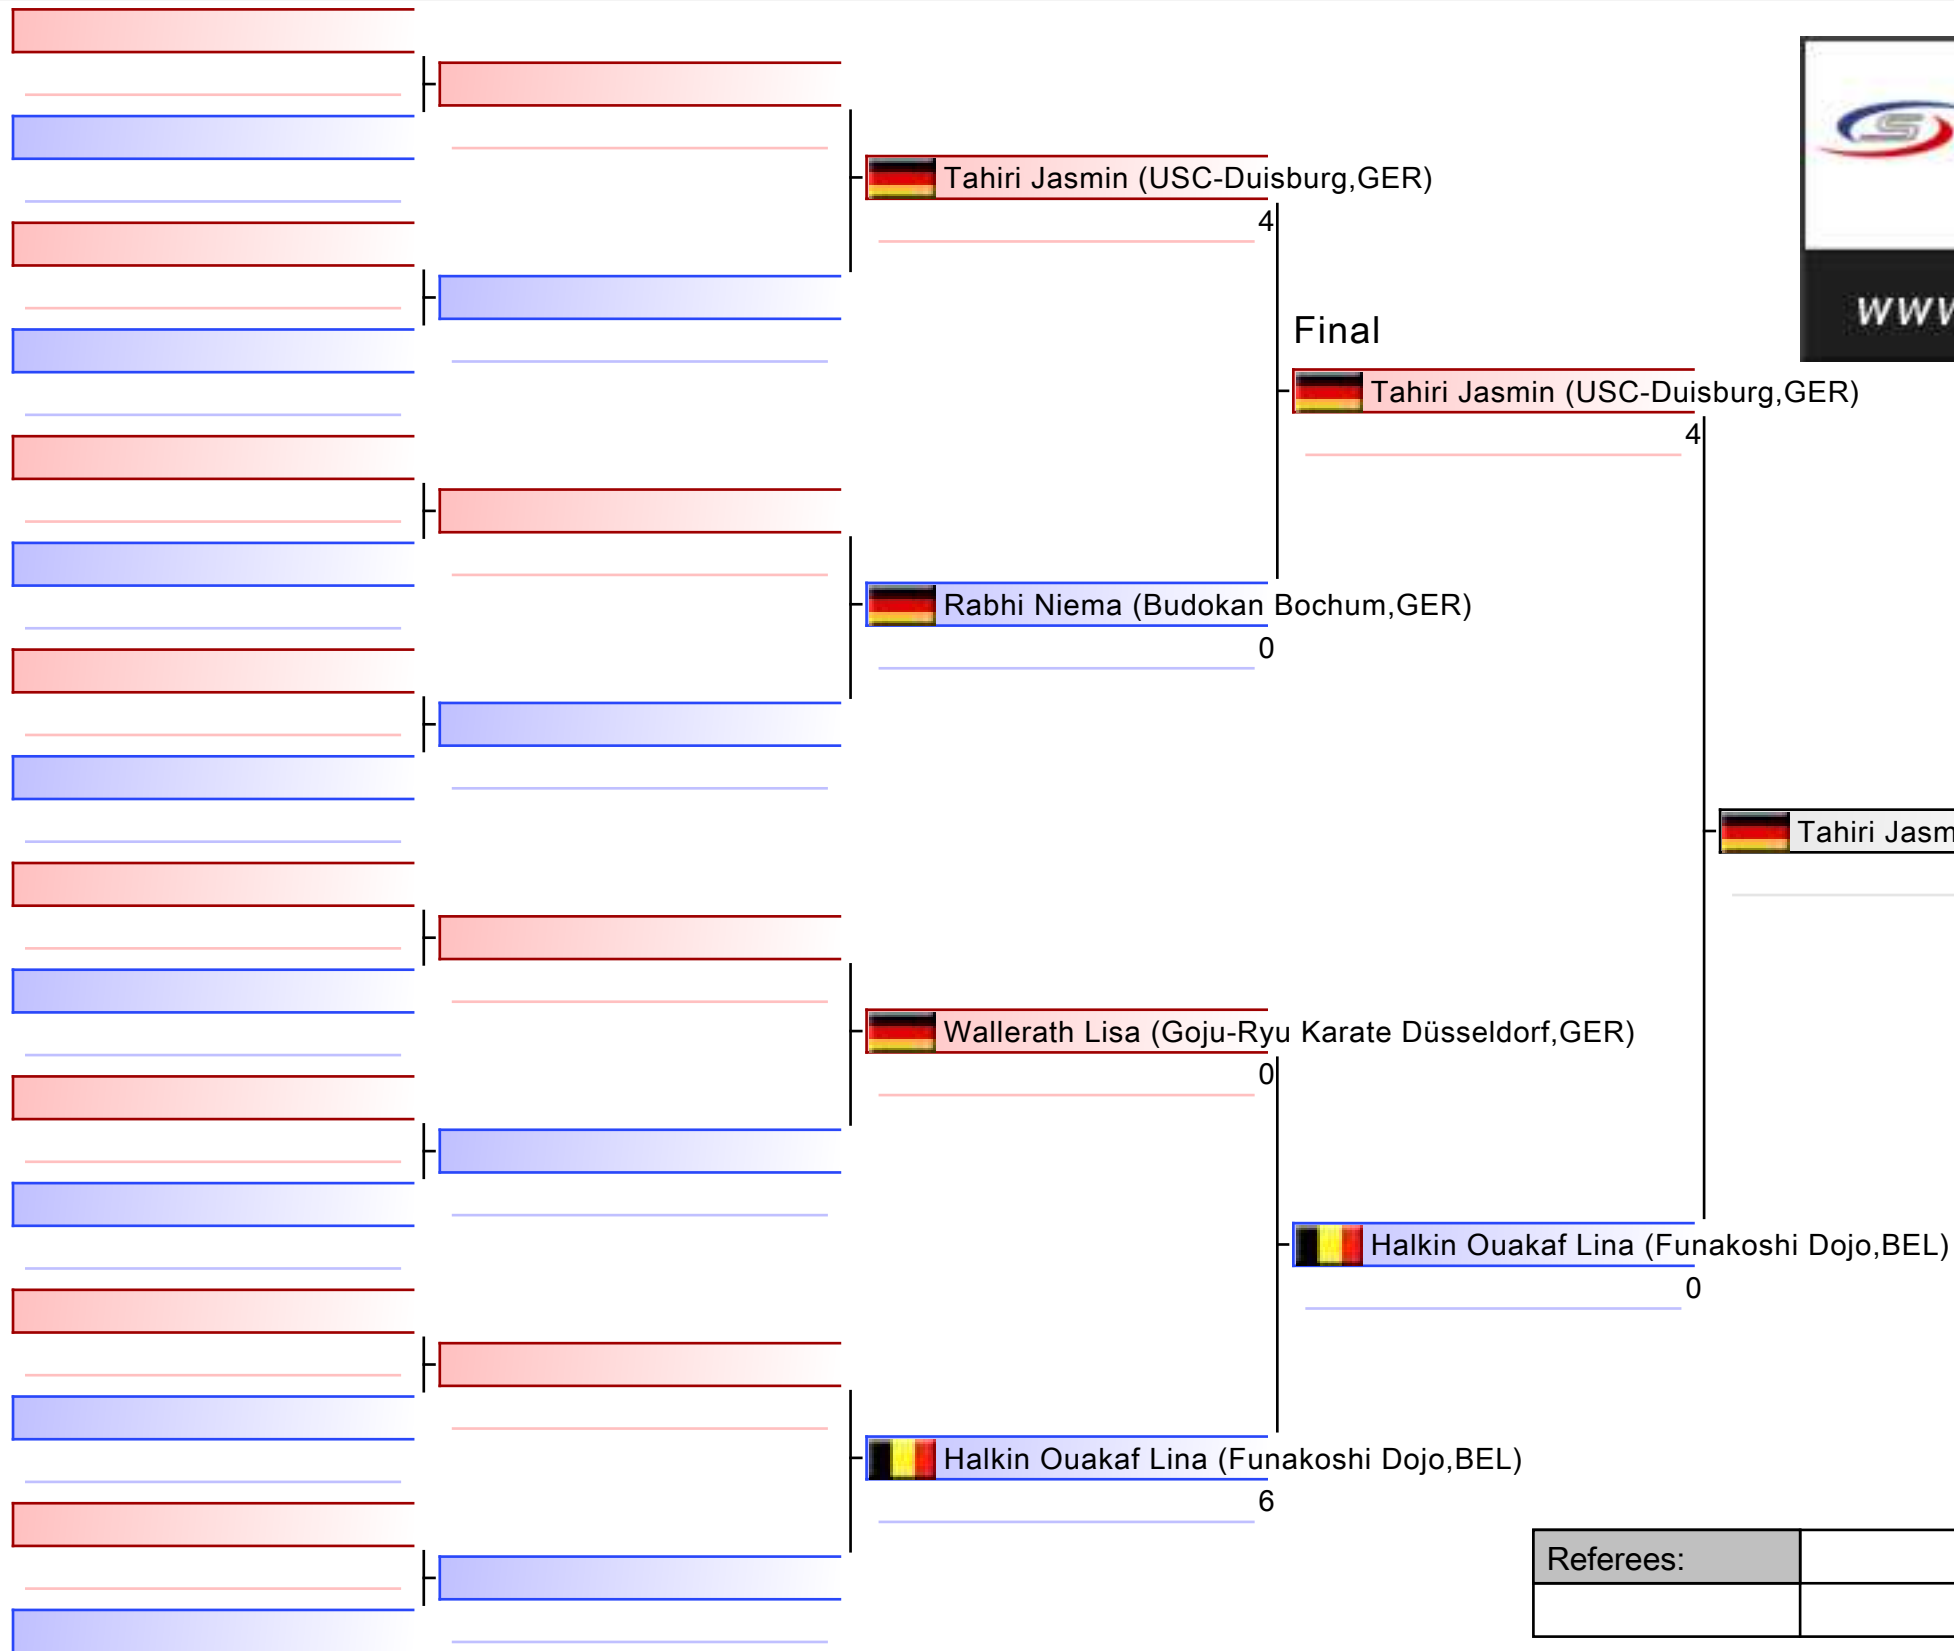 Tahiri Jasmin (USC-Duisburg,GER)
4
Final
Tahiri Jasmin (USC-Duisburg,GER)
4
Rabhi Niema (Budokan Bochum,GER)
0
Tahiri Jasm
Wallerath Lisa (Goju-Ryu Karate Düsseldorf,GER)
0
Halkin Ouakaf Lina (Funakoshi Dojo,BEL)
0
Halkin Ouakaf Lina (Funakoshi Dojo,BEL)
6
Referees: